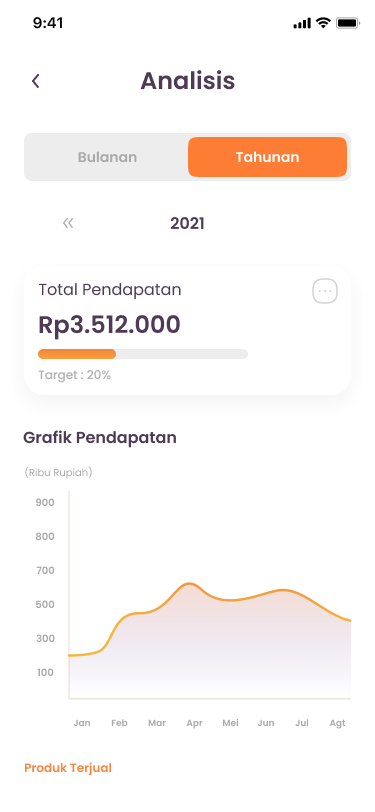 9:41
Analisis
Bulanan Tahunan
2021
Total Pendapatan
Rp3.512.000
Target : 20%
Grafik Pendapatan
(Ribu Rupiah)
900
800
700
500
300
100
Jan Feb Mar Apr Mei Jun Jul Agt
Produk Terjual